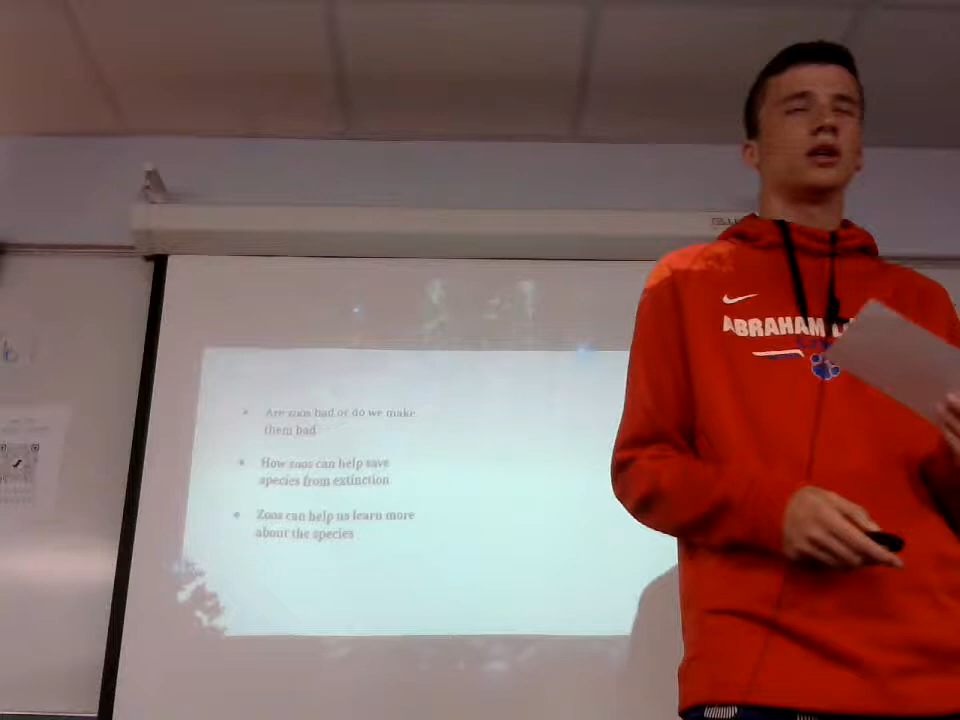 Are zoos bad or do we make
them bad
How zoos can help save
species from extinction
Zoos can help us learn more
about the species
ABRAHAM